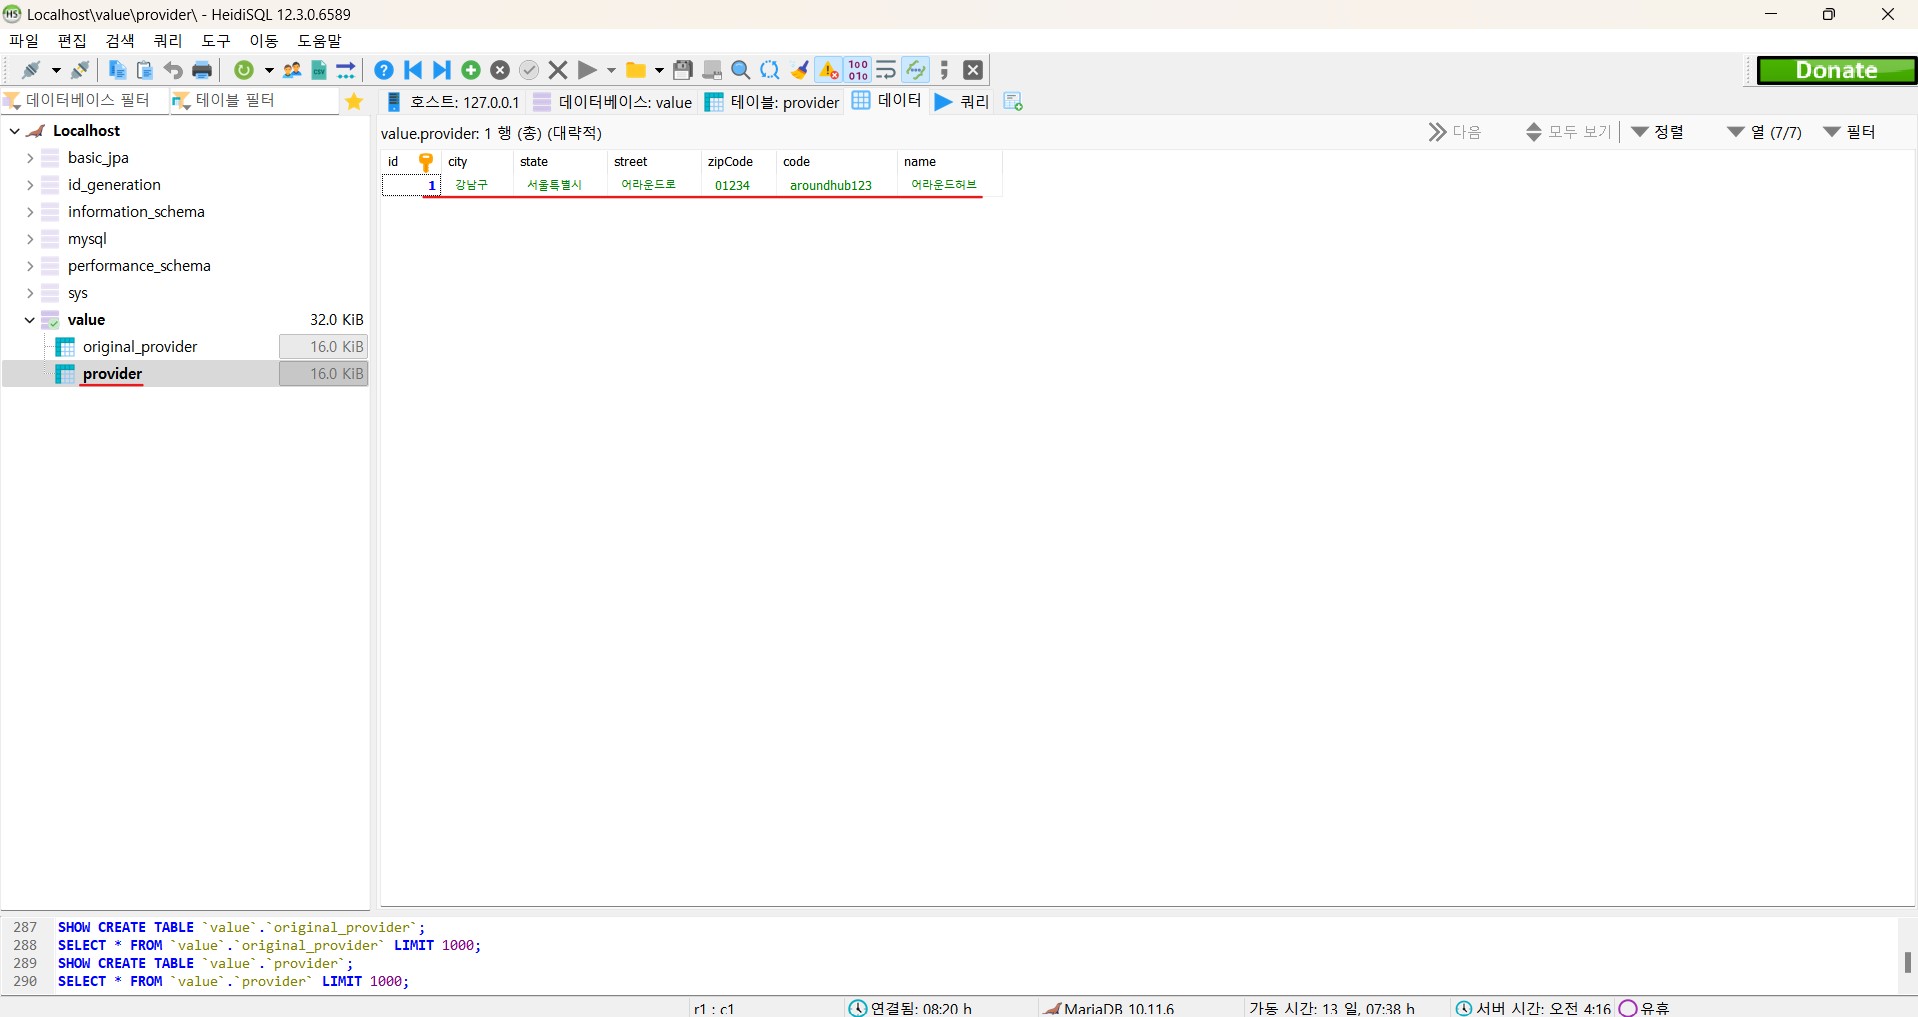 Localhost\value\provider\ - HeidiSQL 12.3.0.6589
파일 편집 검색 쿼리 도구 이동 도움말
Donate
데이터베이스 필터 테이블 필터 호스트: 127.0.0.1 데이터베이스: value 테이블: provider 데이터 쿼리
value.provider: 1 행 (총) (대략적) 다음 모두 보기 정렬 열 (7/7) 필터
id city state street zipCode code name
1 강남구 서울특별시 어라운드로 01234 aroundhub123 어라운드허브
Localhost
basic_jpa
id_generation
information_schema
mysql
performance_schema
sys
value 32.0 KiB
original_provider 16.0 KiB
provider 16.0 KiB
287 SHOW CREATE TABLE `value`.`original_provider`;
288 SELECT * FROM `value`.`original_provider` LIMIT 1000;
289 SHOW CREATE TABLE `value`.`provider`;
290 SELECT * FROM `value`.`provider` LIMIT 1000;
r1 : c1 연결됨: 08:20 h MariaDB 10.11.6 가동 시간: 13 일, 07:38 h 서버 시간: 오전 4:16 유휴